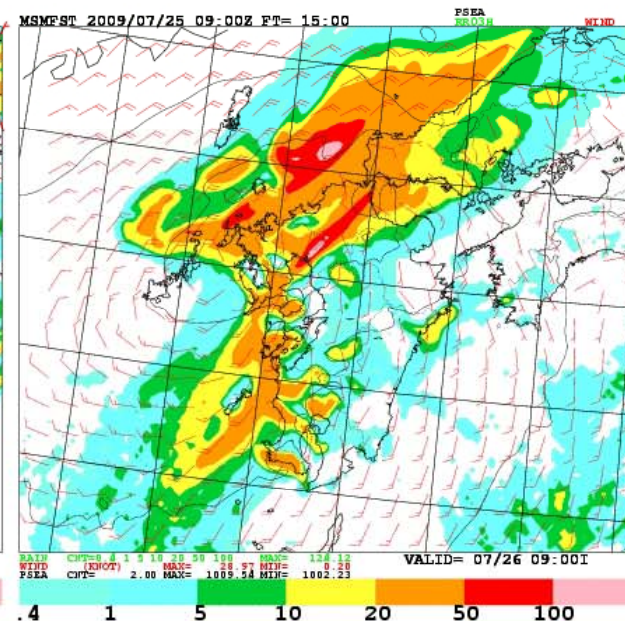 MSMFST 2009/07/25 09:00Z FT= 15:00
PSEA
RR03H WIND
RAIN CNT=0.4 1 5 10 20 50 100 MAX= 124.12
WIND (KNOT) MAX= 28.97 MIN= 0.20
PSEA CNT= 2.00 MAX= 1009.54 MIN= 1002.23
VALID= 07/26 09:00I
.4 1 5 10 20 50 100